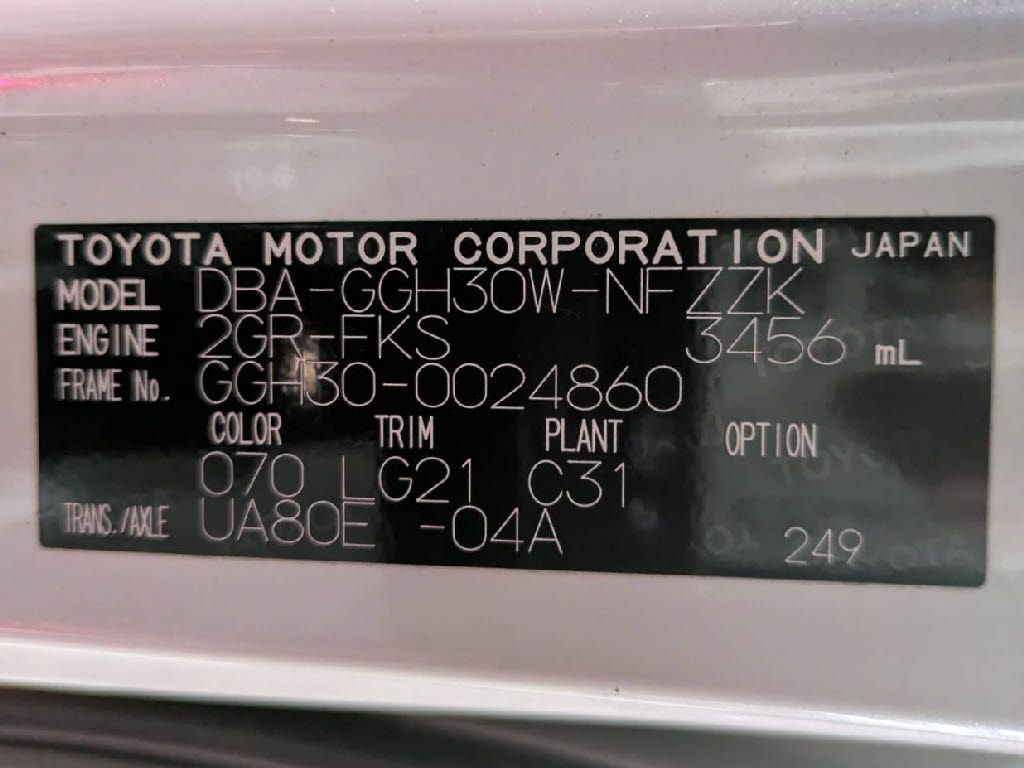 TOYOTA MOTOR CORPORATION JAPAN
MODEL DBA-GGH30W-NFZZK
ENGINE 2GR-FKS 3456 mL
FRAME No. GGH30-0024860
COLOR TRIM PLANT OPTION
070 LG21 C31
TRANS./AXLE UA80E -04A 249